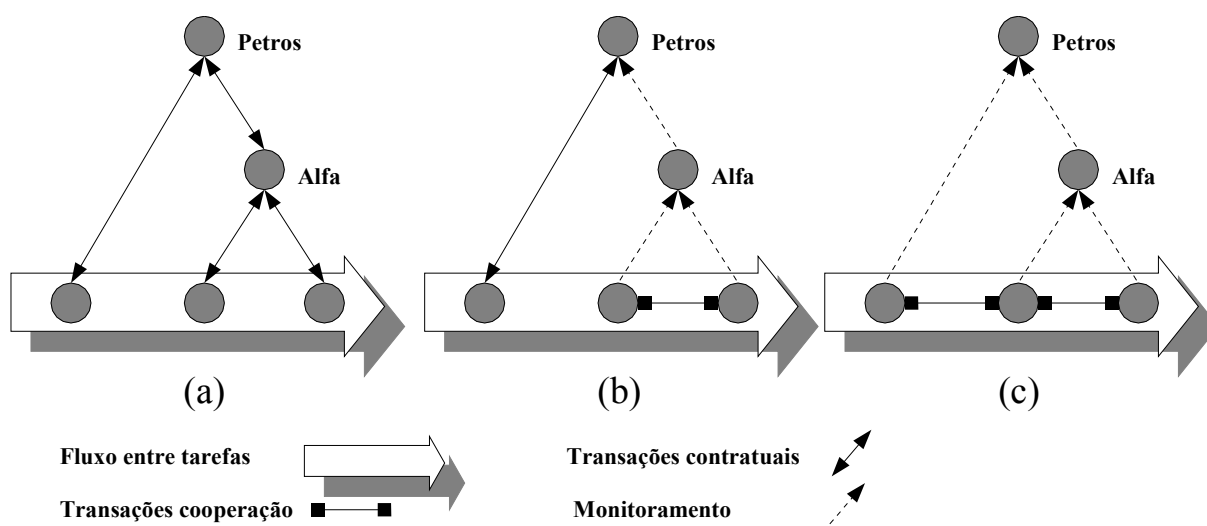 Petros
Petros
Petros
Alfa
Alfa
Alfa
(a)
(b)
(c)
Fluxo entre tarefas
Transações contratuais
Transações cooperação
Monitoramento